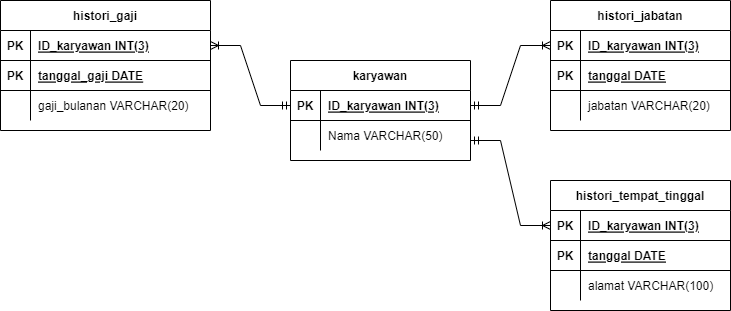 histori_gaji
PK ID_karyawan INT(3)
PK tanggal_gaji DATE
gaji_bulanan VARCHAR(20)
karyawan
PK ID_karyawan INT(3)
Nama VARCHAR(50)
histori_jabatan
PK ID_karyawan INT(3)
PK tanggal DATE
jabatan VARCHAR(20)
histori_tempat_tinggal
PK ID_karyawan INT(3)
PK tanggal DATE
alamat VARCHAR(100)